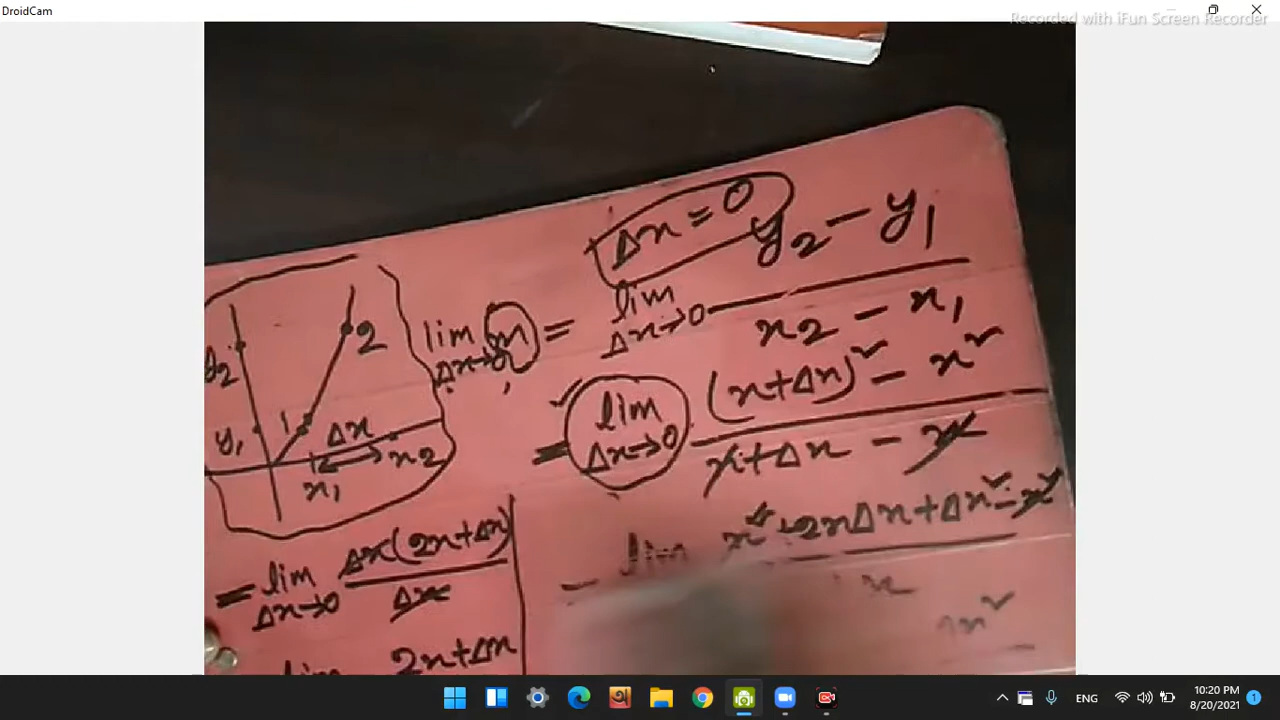 DroidCam
Recorded with iFun Screen Recorder
Δx = 0
lim Δx→0 m = lim Δx→0 y2 − y1 / x2 − x1
= lim Δx→0 (x+Δx)² − x² / x+Δx − x
lim x² + 2xΔx + Δx² − x²
x
y2
2
y1
1
Δx
x1
x2
= lim Δx→0 Δx(2x+Δx) / Δx
2x+Δx
ENG
10:20 PM
8/20/2021
1